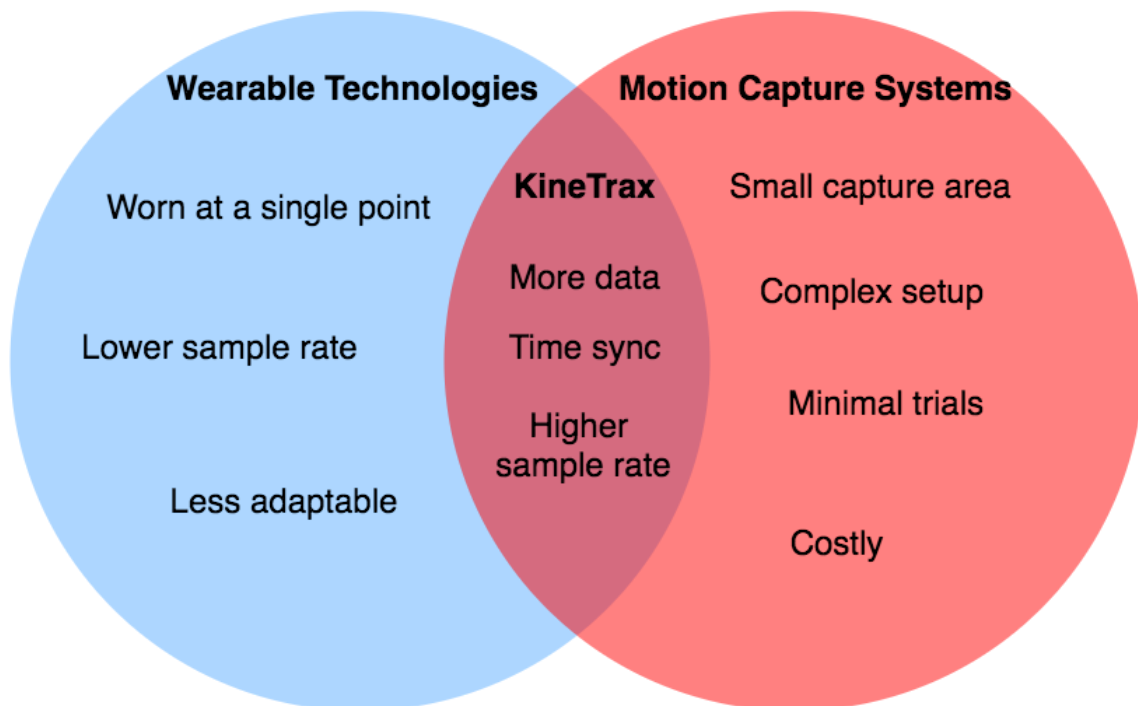 Wearable Technologies
Worn at a single point
Lower sample rate
Less adaptable
KineTrax
More data
Time sync
Higher
sample rate
Motion Capture Systems
Small capture area
Complex setup
Minimal trials
Costly